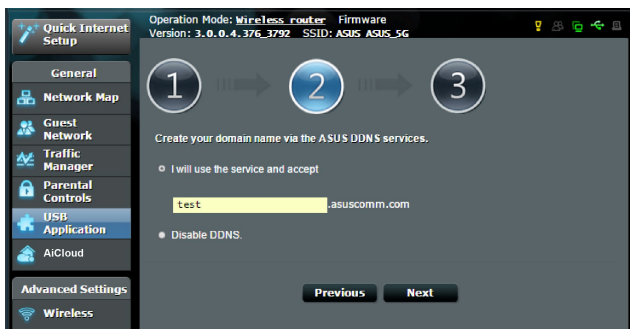 Quick Internet
Setup
Operation Mode: Wireless router Firmware
Version: 3.0.0.4.376_3792 SSID: ASUS ASUS_5G
General
Network Map
Guest
Network
Traffic
Manager
Parental
Controls
USB
Application
AiCloud
Advanced Settings
Wireless
1
2
3
Create your domain name via the ASUS DDNS services.
I will use the service and accept
test .asuscomm.com
Disable DDNS.
Previous Next